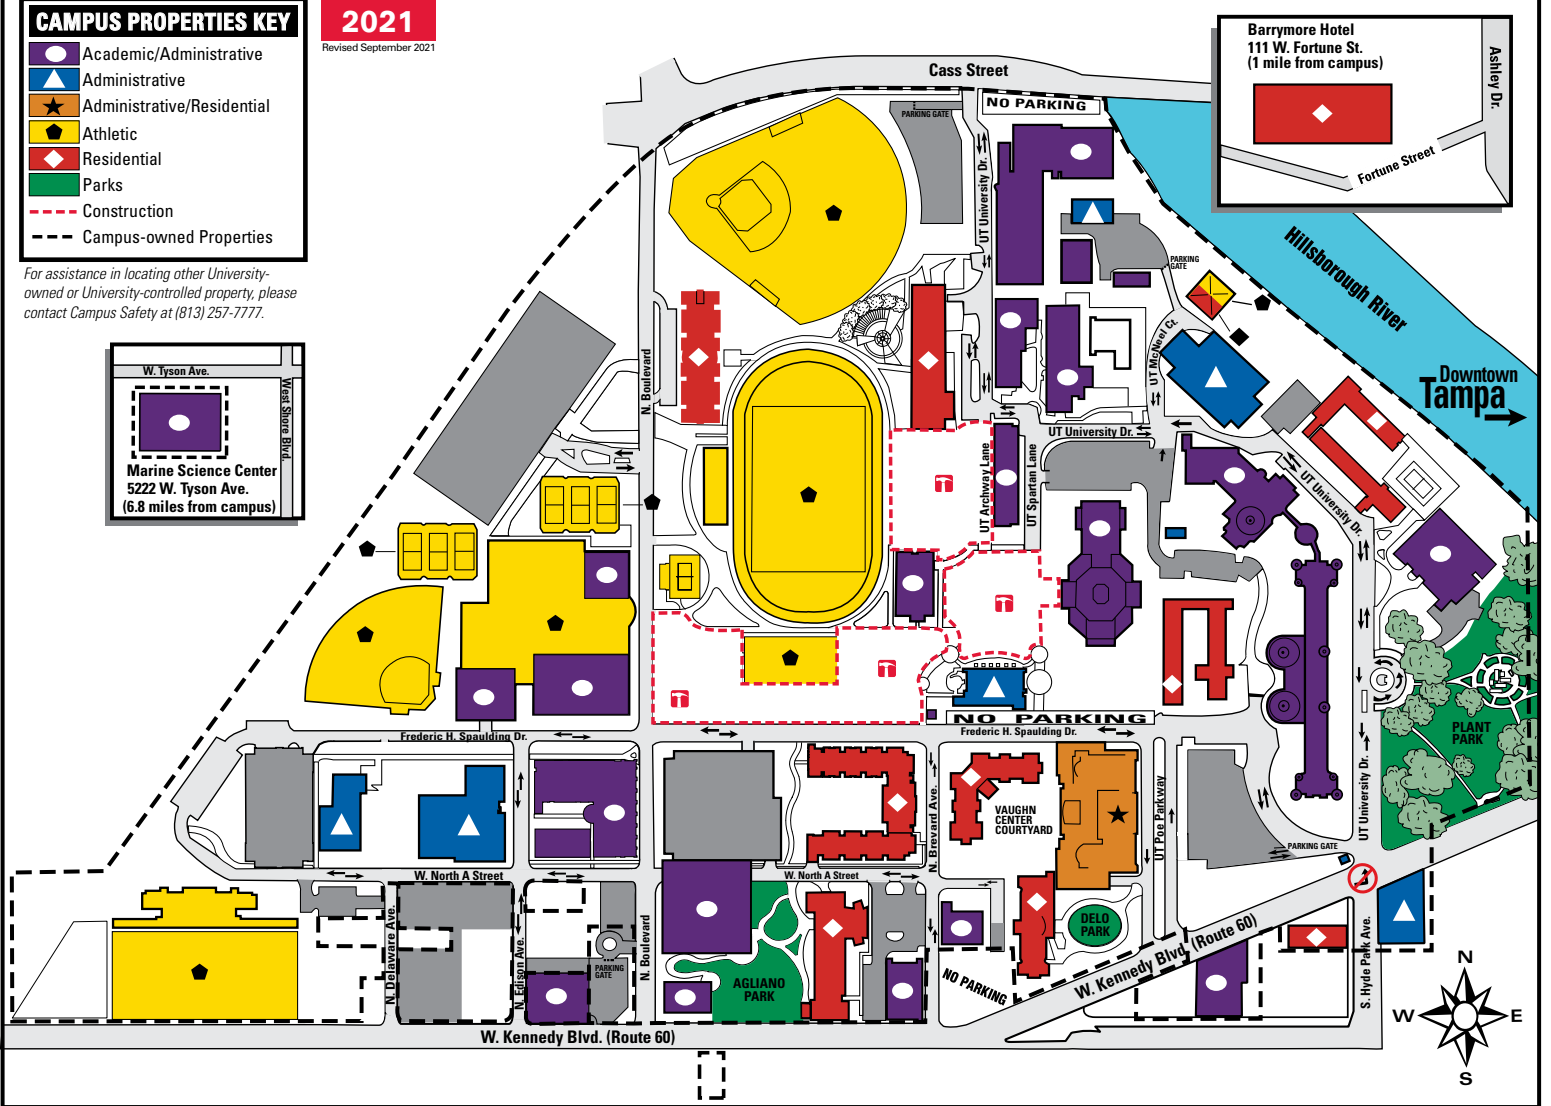 CAMPUS PROPERTIES KEY
Academic/Administrative
Administrative
Administrative/Residential
Athletic
Residential
Parks
Construction
Campus-owned Properties
For assistance in locating other University-
owned or University-controlled property, please
contact Campus Safety at (813) 257-7777.
2021
Revised September 2021
W. Tyson Ave.
West Shore Blvd.
Marine Science Center
5222 W. Tyson Ave.
(6.8 miles from campus)
Barrymore Hotel
111 W. Fortune St.
(1 mile from campus)
Ashley Dr.
Fortune Street
Cass Street
NO PARKING
PARKING GATE
UT University Dr.
PARKING
GATE
Hillsborough River
Downtown
Tampa
N. Boulevard
UT McNeel Ct.
UT University Dr.
UT Archway Lane
UT Spartan Lane
UT University Dr.
PLANT
PARK
NO PARKING
Frederic H. Spaulding Dr.
Frederic H. Spaulding Dr.
VAUGHN
CENTER
COURTYARD
N. Brevard Ave.
UT Poe Parkway
UT University Dr.
PARKING GATE
W. North A Street
W. North A Street
N. Delaware Ave.
N. Edison Ave.
N. Boulevard
PARKING
GATE
AGLIANO
PARK
DELO
PARK
NO PARKING
W. Kennedy Blvd. (Route 60)
S. Hyde Park Ave.
W. Kennedy Blvd. (Route 60)
N
W
E
S